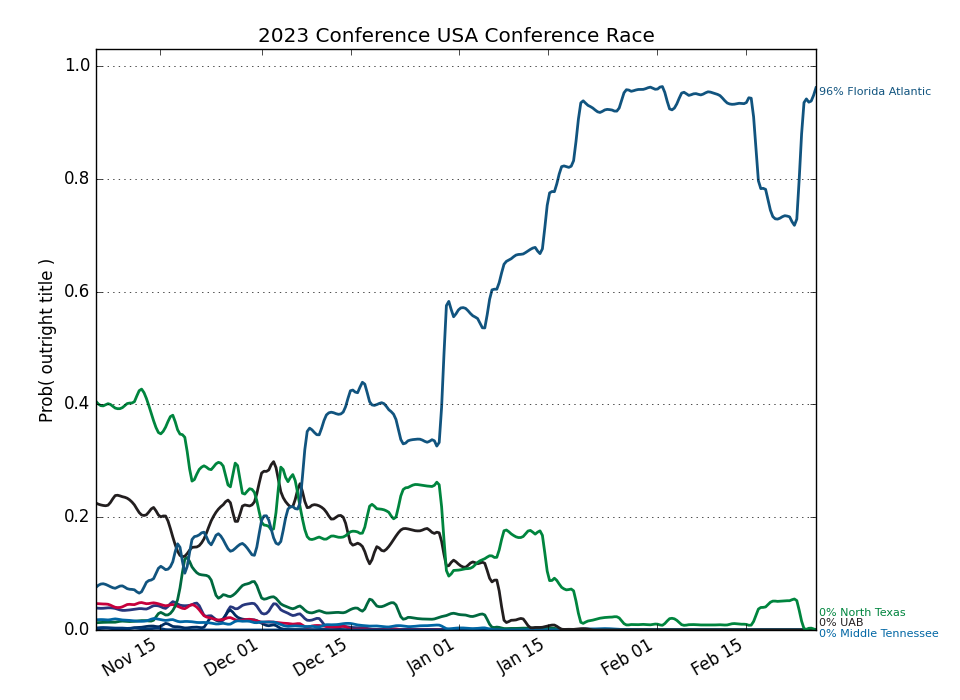 2023 Conference USA Conference Race
1.0
0.8
0.6
0.4
0.2
0.0
Prob( outright title )
Nov 15
Dec 01
Dec 15
Jan 01
Jan 15
Feb 01
Feb 15
96% Florida Atlantic
0% North Texas
0% UAB
0% Middle Tennessee